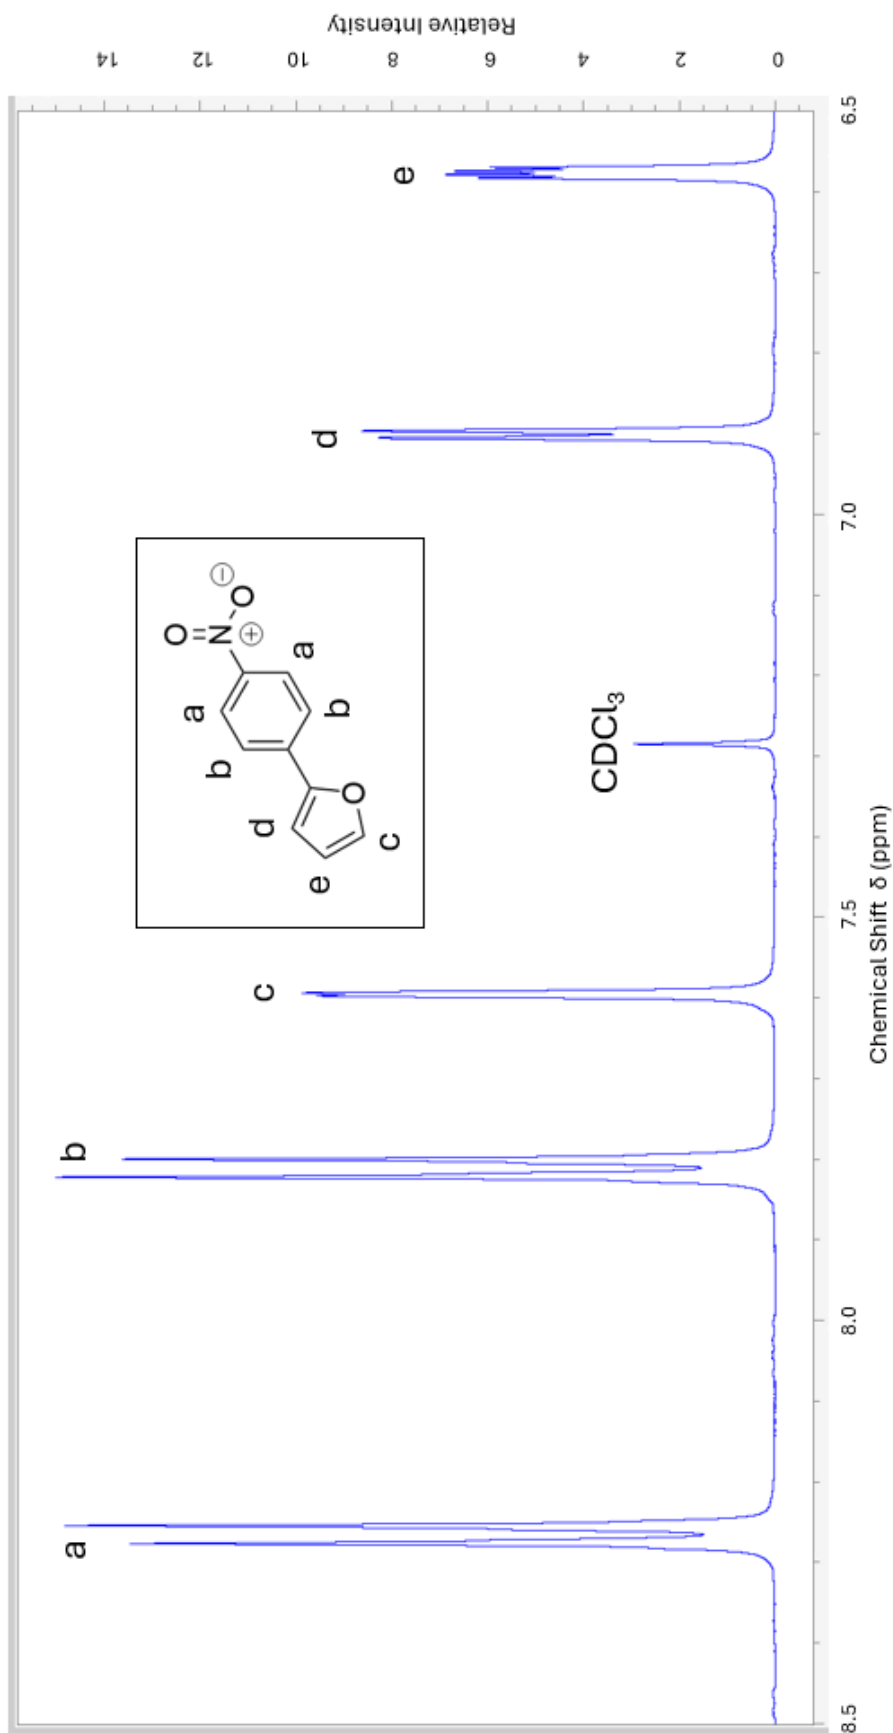 Relative Intensity
14
12
10
8
6
4
2
0
a
b
c
CDCl₃
d
e
O
N
⊕
O
⊖
a
a
b
b
d
O
e
c
8.5
8.0
7.5
7.0
6.5
Chemical Shift δ (ppm)